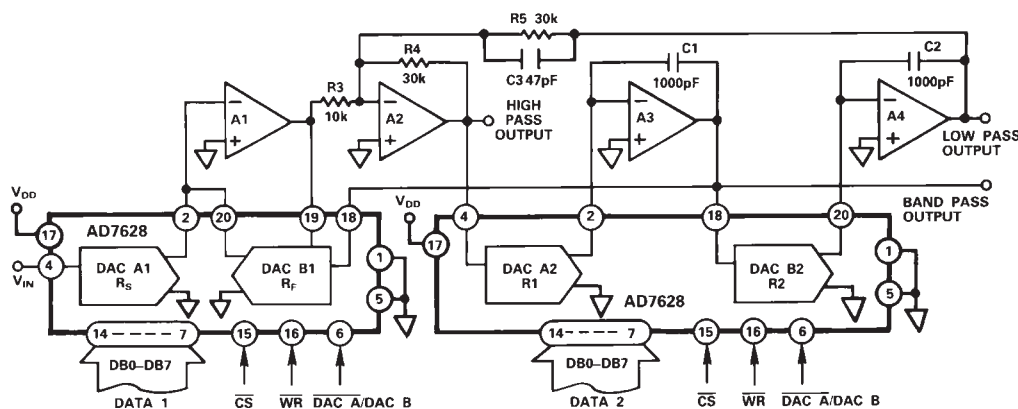 R5 30k
C3 47pF
R4
30k
R3
10k
C1
1000pF
C2
1000pF
A1
–
+
A2
–
+
A3
–
+
A4
–
+
HIGH
PASS
OUTPUT
LOW PASS
OUTPUT
BAND PASS
OUTPUT
VDD
17
VIN
4
AD7628
2
20
19
18
1
5
DAC A1
RS
DAC B1
RF
14 – – – – – 7
15
16
6
DB0–DB7
DATA 1
CS
WR
DAC A/DAC B
VDD
17
4
2
18
20
1
5
DAC A2
R1
DAC B2
R2
AD7628
14 – – – – 7
15
16
6
DB0–DB7
DATA 2
CS
WR
DAC A/DAC B